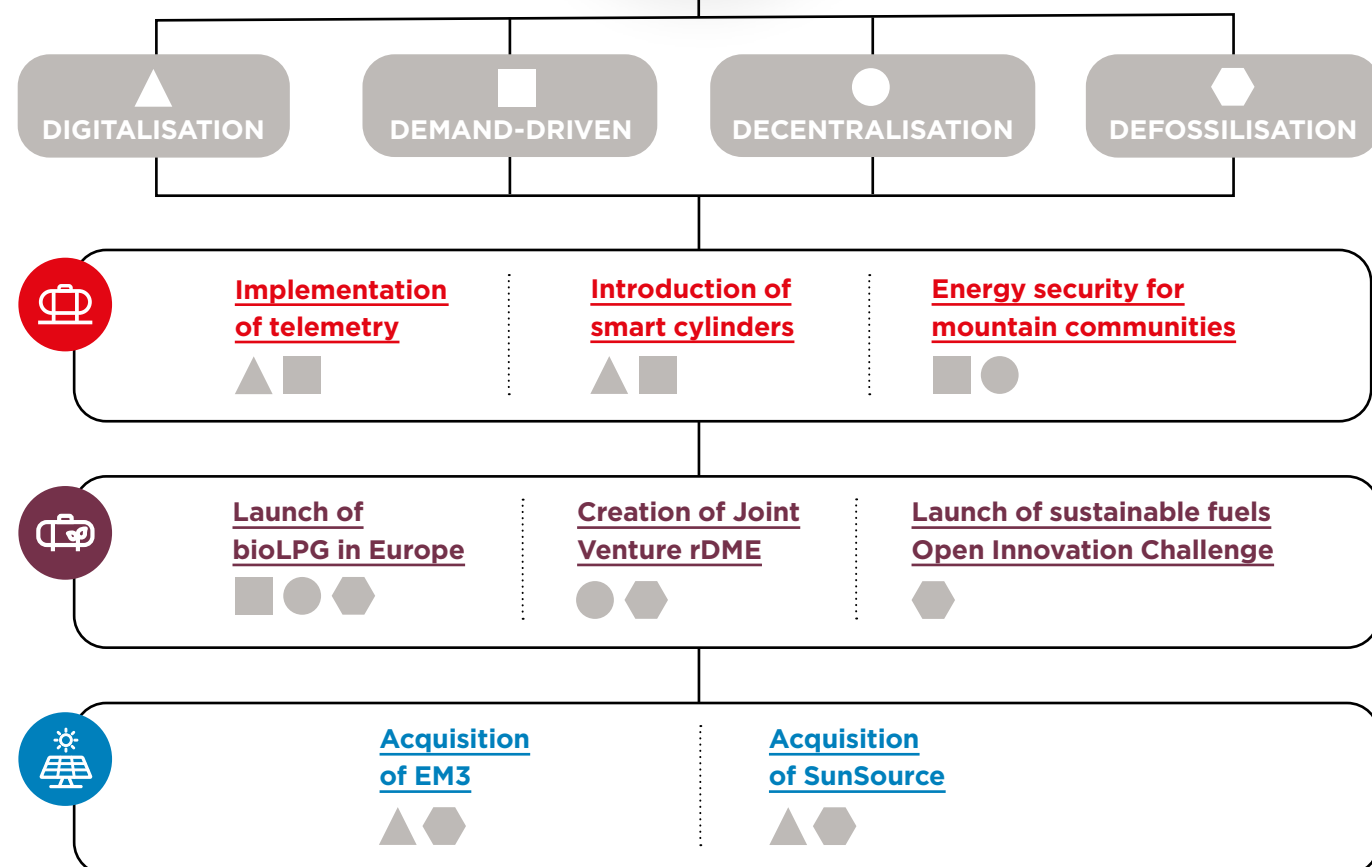 DIGITALISATION
DEMAND-DRIVEN
DECENTRALISATION
DEFOSSILISATION
Implementation
of telemetry
Introduction of
smart cylinders
Energy security for
mountain communities
Launch of
bioLPG in Europe
Creation of Joint
Venture rDME
Launch of sustainable fuels
Open Innovation Challenge
Acquisition
of EM3
Acquisition
of SunSource